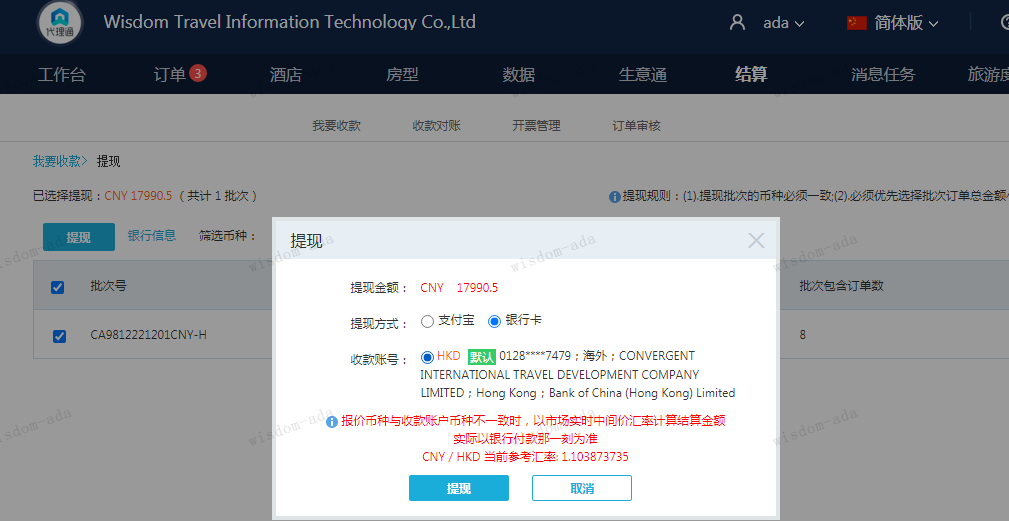 代理通
Wisdom Travel Information Technology Co.,Ltd
ada
简体版
工作台
订单 3
酒店
房型
数据
生意通
结算
消息任务
旅游度
我要收款
收款对账
开票管理
订单审核
我要收款> 提现
已选择提现：CNY 17990.5 （ 共计 1 批次 ）
提现规则：(1).提现批次的币种必须一致;(2).必须优先选择批次订单总金额
提现
银行信息
筛选币种：
批次号
批次包含订单数
CA9812221201CNY-H
8
提现
提现金额： CNY 17990.5
提现方式： 支付宝 银行卡
收款账号： HKD 默认 0128****7479；海外；CONVERGENT
INTERNATIONAL TRAVEL DEVELOPMENT COMPANY
LIMITED；Hong Kong；Bank of China (Hong Kong) Limited
报价币种与收款账户币种不一致时，以市场实时中间价汇率计算结算金额
实际以银行付款那一刻为准
CNY / HKD 当前参考汇率: 1.103873735
提现
取消
wisdom-ada
wisdom-ada
wisdom-ada
wisdom-ada
wisdom-ada
wisdom-ada
wisdom-ada